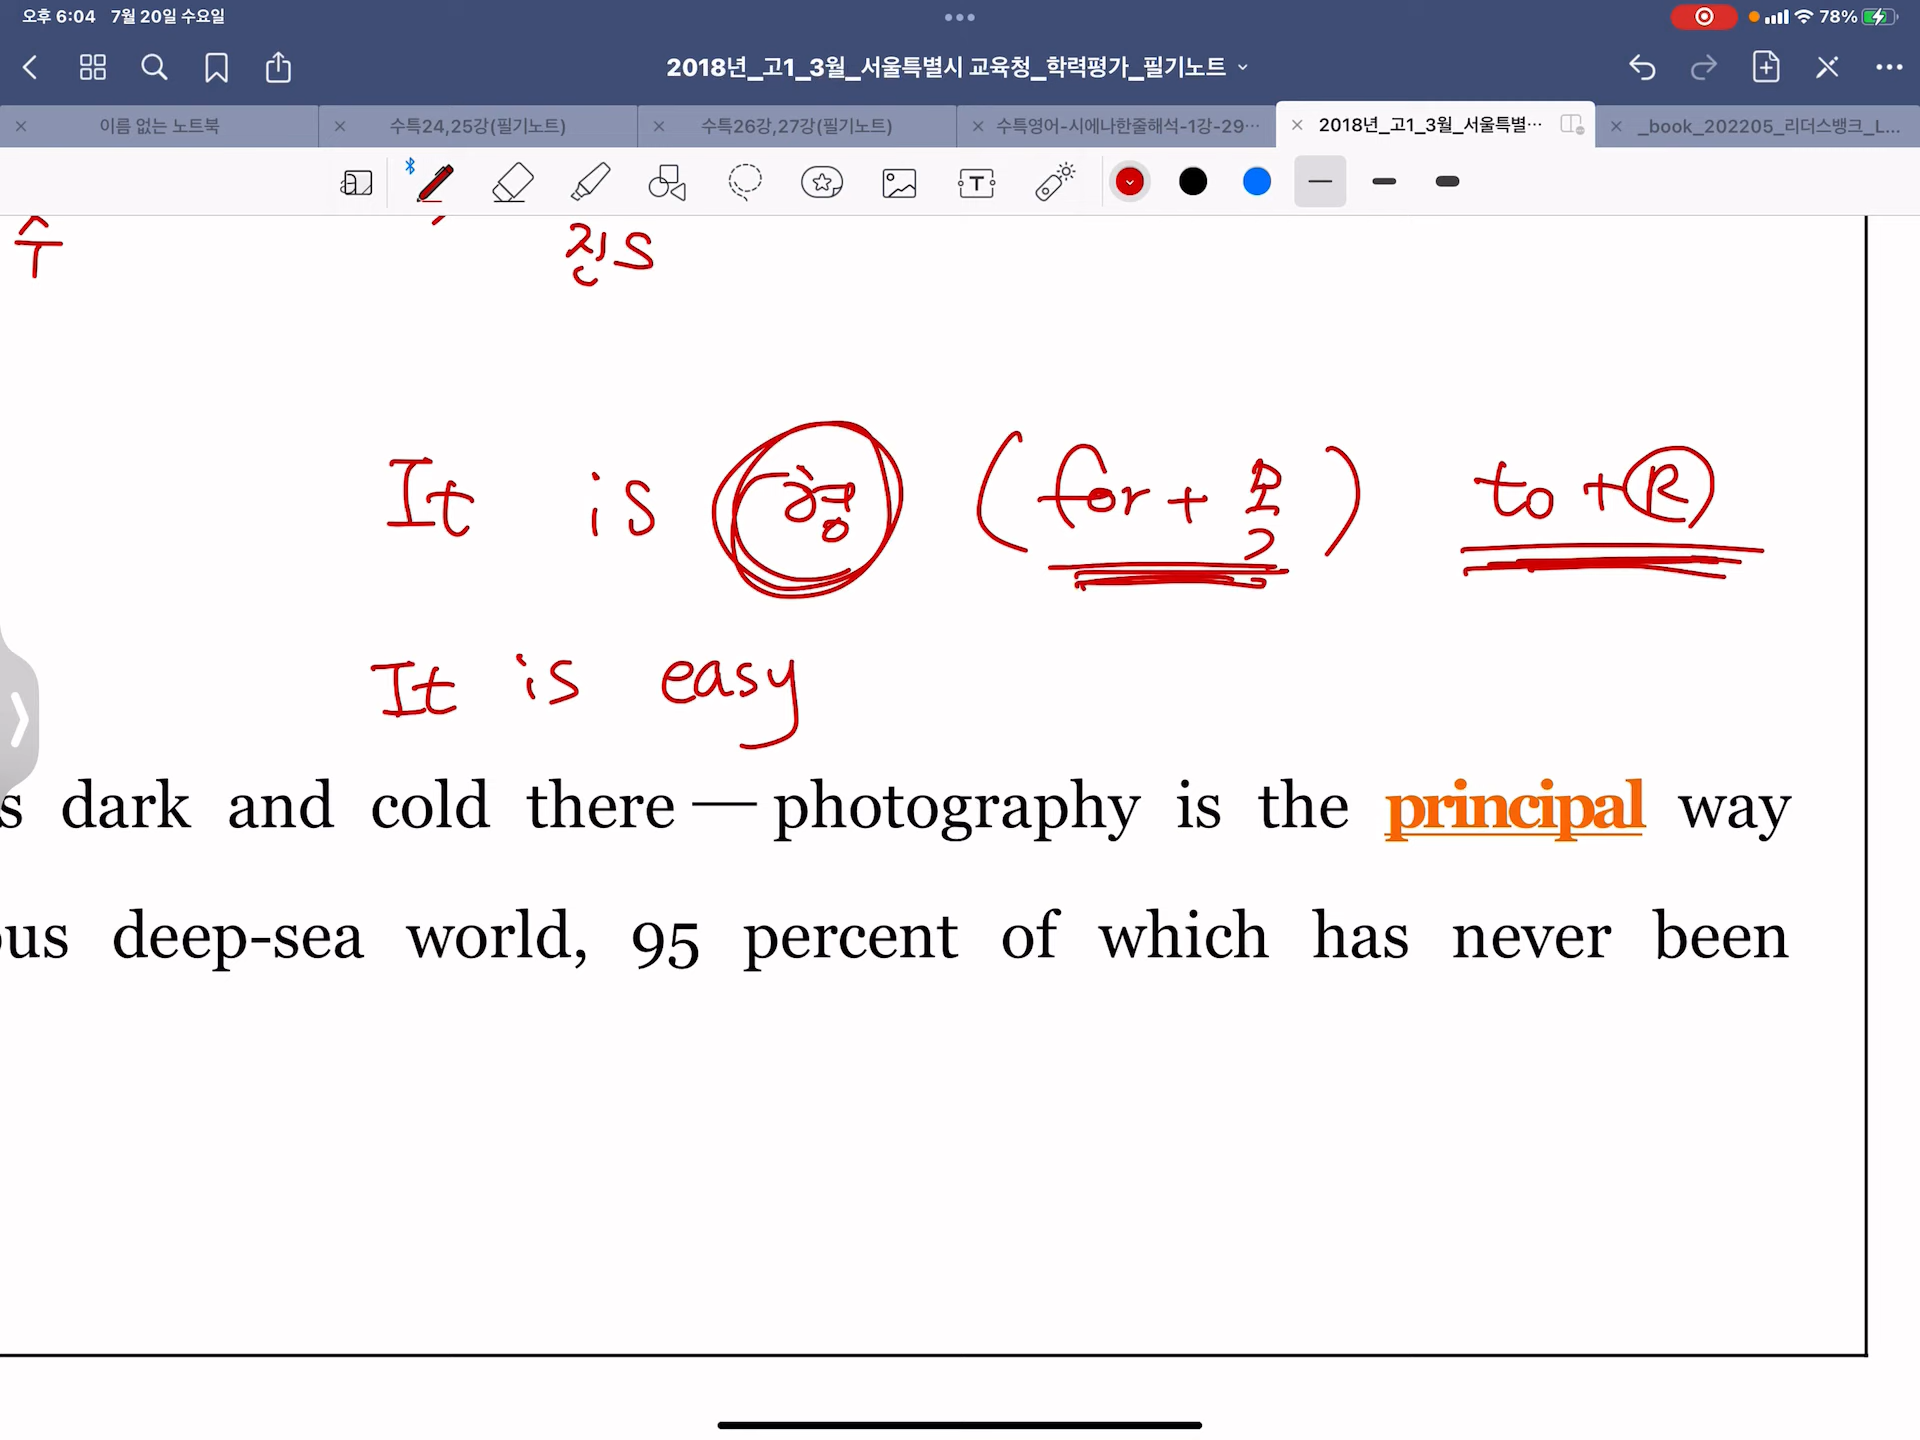 오후 6:04 7월 20일 수요일
78%
2018년_고1_3월_서울특별시 교육청_학력평가_필기노트
이름 없는 노트북
수특24,25강(필기노트)
수특26강,27강(필기노트)
수특영어-시에나한줄해석-1강-29…
2018년_고1_3월_서울특별…
_book_202205_리더스뱅크_L...
진S
It is 형 (for + 목) to + R
It is easy
s dark and cold there — photography is the principal way
ous deep-sea world, 95 percent of which has never been